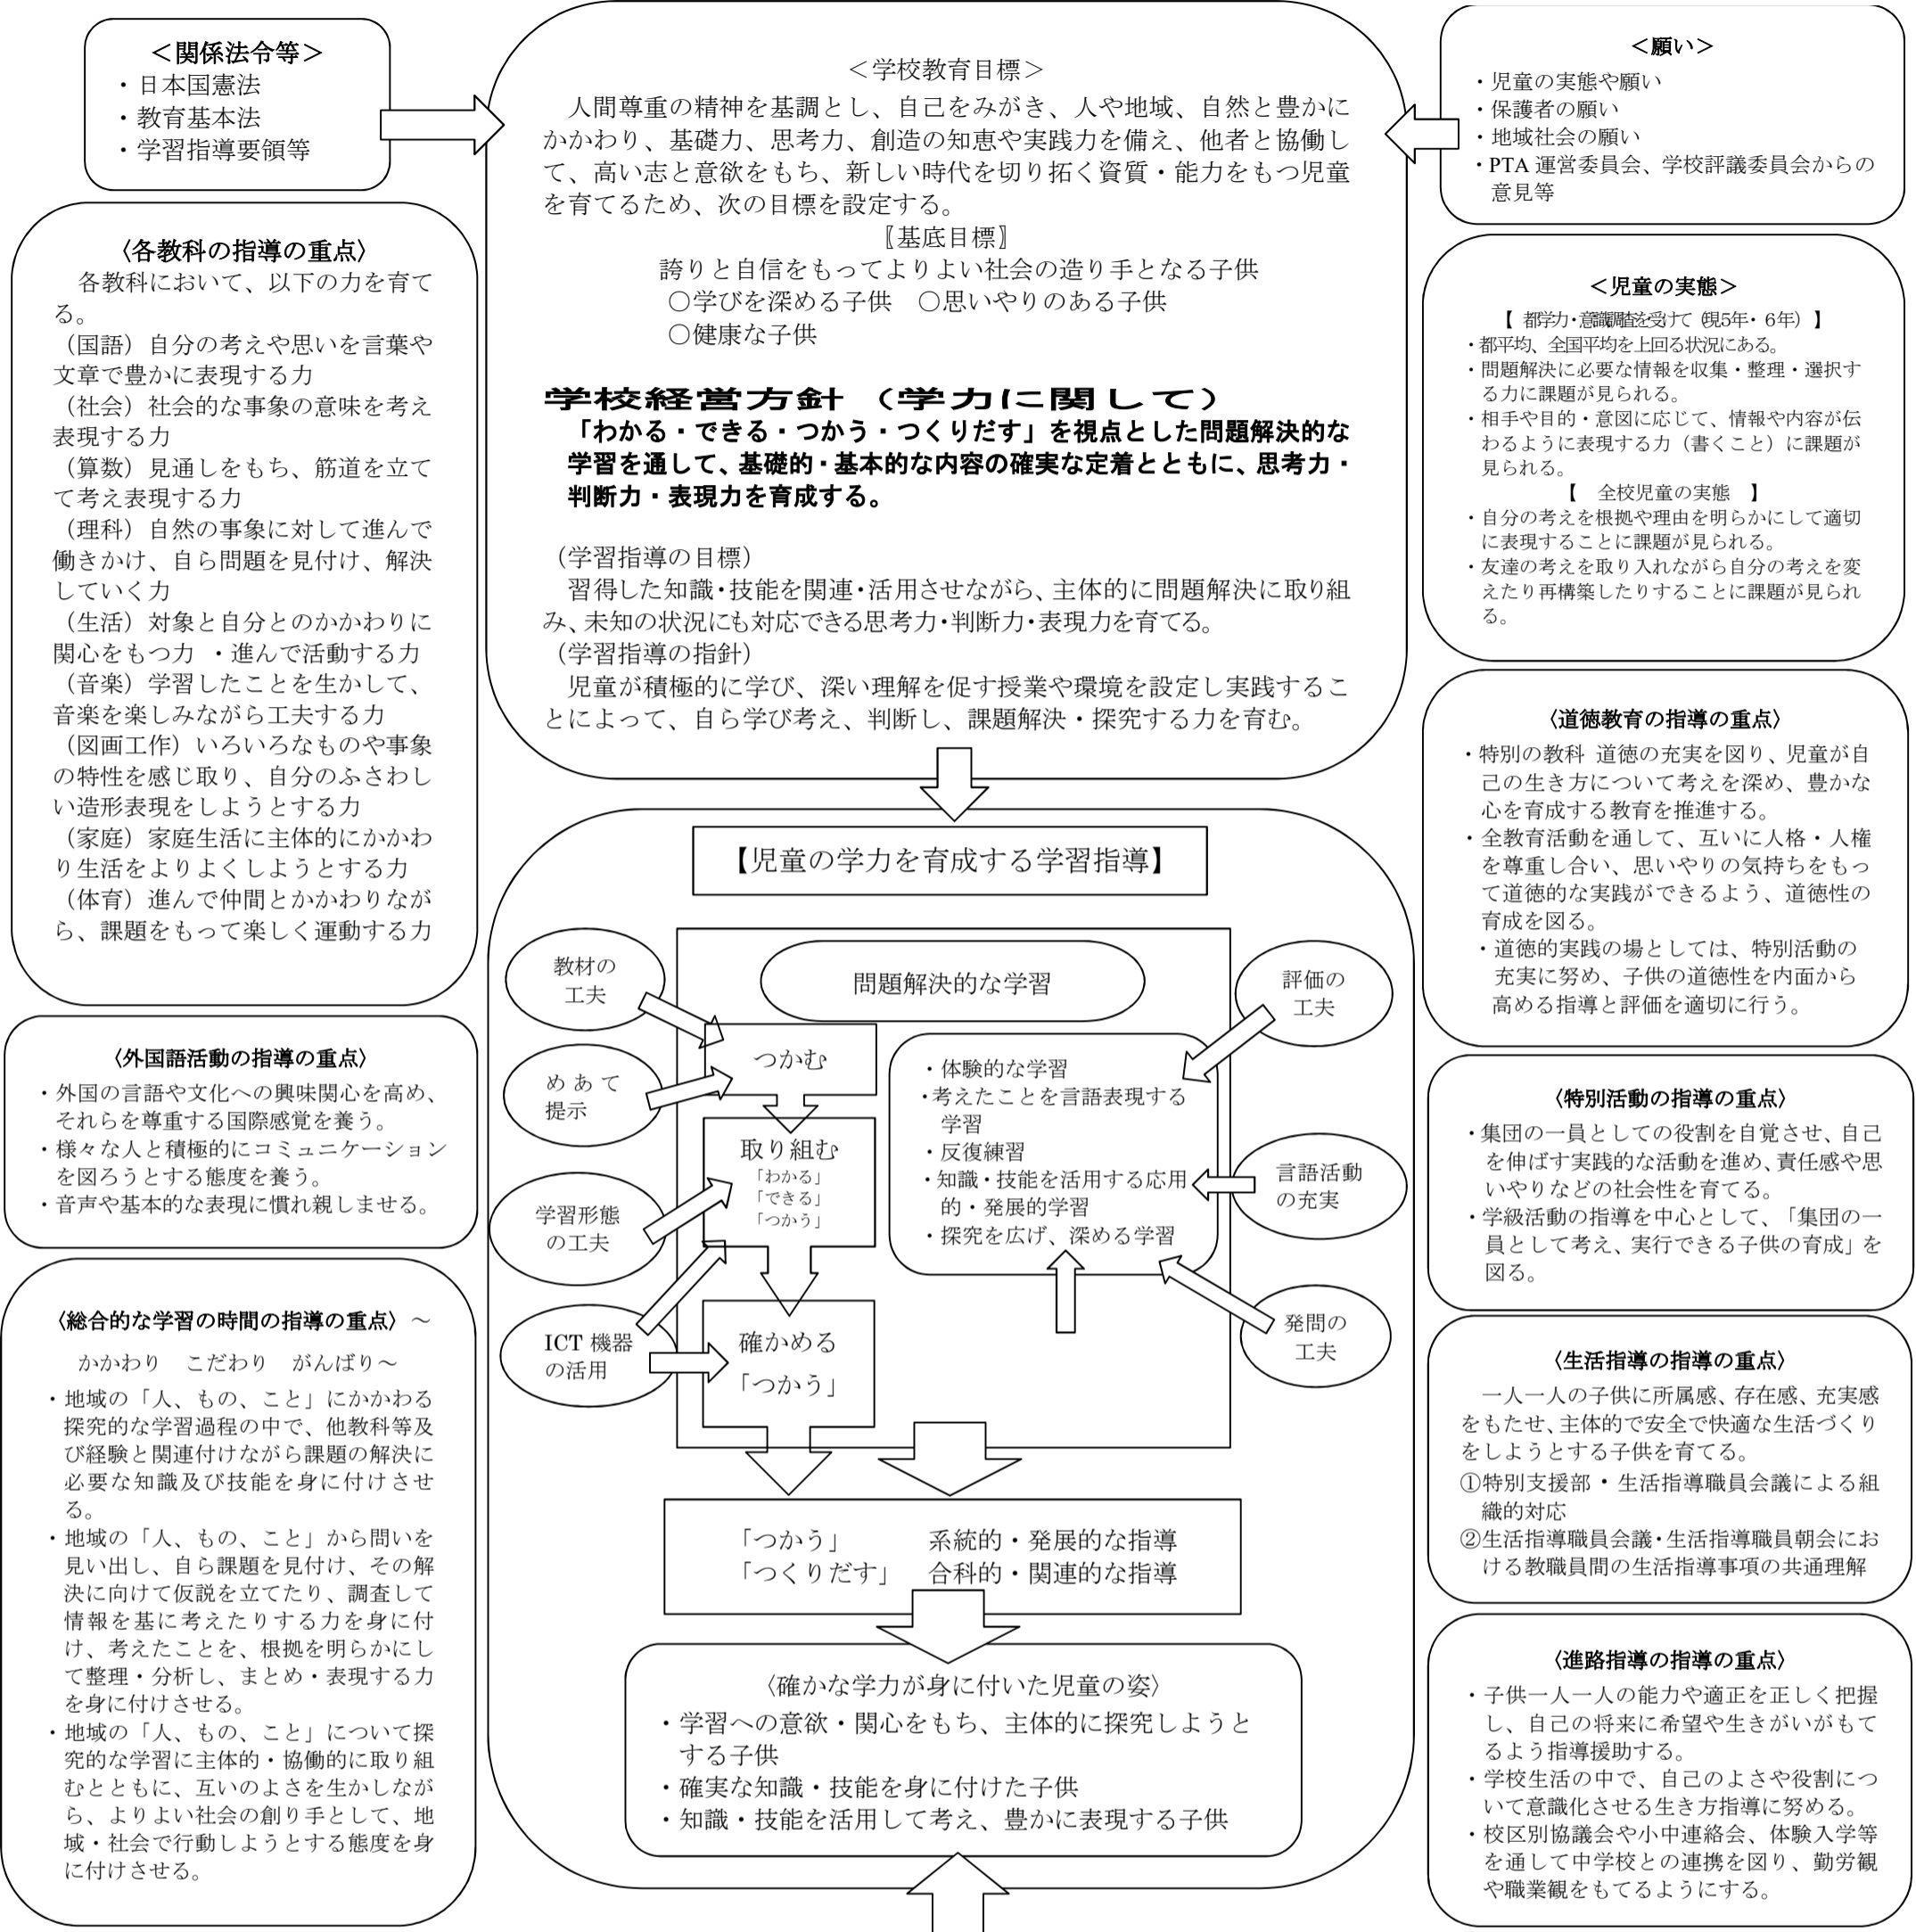 ＜関係法令等＞
・日本国憲法
・教育基本法
・学習指導要領等
〈各教科の指導の重点〉
各教科において、以下の力を育て
る。
（国語）自分の考えや思いを言葉や
文章で豊かに表現する力
（社会）社会的な事象の意味を考え
表現する力
（算数）見通しをもち、筋道を立て
て考え表現する力
（理科）自然の事象に対して進んで
働きかけ、自ら問題を見付け、解決
していく力
（生活）対象と自分とのかかわりに
関心をもつ力 ・進んで活動する力
（音楽）学習したことを生かして、
音楽を楽しみながら工夫する力
（図画工作）いろいろなものや事象
の特性を感じ取り、自分のふさわし
い造形表現をしようとする力
（家庭）家庭生活に主体的にかかわ
り生活をよりよくしようとする力
（体育）進んで仲間とかかわりなが
ら、課題をもって楽しく運動する力
〈外国語活動の指導の重点〉
・外国の言語や文化への興味関心を高め、
それらを尊重する国際感覚を養う。
・様々な人と積極的にコミュニケーション
を図ろうとする態度を養う。
・音声や基本的な表現に慣れ親しませる。
〈総合的な学習の時間の指導の重点〉～
かかわり　こだわり　がんばり～
・地域の「人、もの、こと」にかかわる
探究的な学習過程の中で、他教科等及
び経験と関連付けながら課題の解決に
必要な知識及び技能を身に付けさせ
る。
・地域の「人、もの、こと」から問いを
見い出し、自ら課題を見付け、その解
決に向けて仮説を立てたり、調査して
情報を基に考えたりする力を身に付
け、考えたことを、根拠を明らかにし
て整理・分析し、まとめ・表現する力
を身に付けさせる。
・地域の「人、もの、こと」について探
究的な学習に主体的・協働的に取り組
むとともに、互いのよさを生かしなが
ら、よりよい社会の創り手として、地
域・社会で行動しようとする態度を身
に付けさせる。
＜学校教育目標＞
人間尊重の精神を基調とし、自己をみがき、人や地域、自然と豊かに
かかわり、基礎力、思考力、創造の知恵や実践力を備え、他者と協働し
て、高い志と意欲をもち、新しい時代を切り拓く資質・能力をもつ児童
を育てるため、次の目標を設定する。
〖基底目標〗
誇りと自信をもってよりよい社会の造り手となる子供
○学びを深める子供　○思いやりのある子供
○健康な子供
学校経営方針（学力に関して）
「わかる・できる・つかう・つくりだす」を視点とした問題解決的な
学習を通して、基礎的・基本的な内容の確実な定着とともに、思考力・
判断力・表現力を育成する。
（学習指導の目標）
習得した知識・技能を関連・活用させながら、主体的に問題解決に取り組
み、未知の状況にも対応できる思考力・判断力・表現力を育てる。
（学習指導の指針）
児童が積極的に学び、深い理解を促す授業や環境を設定し実践するこ
とによって、自ら学び考え、判断し、課題解決・探究する力を育む。
【児童の学力を育成する学習指導】
問題解決的な学習
教材の
工夫
めあて
提示
学習形態
の工夫
ICT 機器
の活用
つかむ
取り組む
「わかる」
「できる」
「つかう」
確かめる
「つかう」
・体験的な学習
・考えたことを言語表現する
学習
・反復練習
・知識・技能を活用する応用
的・発展的学習
・探究を広げ、深める学習
評価の
工夫
言語活動
の充実
発問の
工夫
「つかう」　系統的・発展的な指導
「つくりだす」　合科的・関連的な指導
〈確かな学力が身に付いた児童の姿〉
・学習への意欲・関心をもち、主体的に探究しようと
する子供
・確実な知識・技能を身に付けた子供
・知識・技能を活用して考え、豊かに表現する子供
＜願い＞
・児童の実態や願い
・保護者の願い
・地域社会の願い
・PTA 運営委員会、学校評議委員会からの
意見等
＜児童の実態＞
【 都学力・意識調査を受けて（現5年・６年）】
・都平均、全国平均を上回る状況にある。
・問題解決に必要な情報を収集・整理・選択す
る力に課題が見られる。
・相手や目的・意図に応じて、情報や内容が伝
わるように表現する力（書くこと）に課題が
見られる。
【　全校児童の実態　】
・自分の考えを根拠や理由を明らかにして適切
に表現することに課題が見られる。
・友達の考えを取り入れながら自分の考えを変
えたり再構築したりすることに課題が見られ
る。
〈道徳教育の指導の重点〉
・特別の教科 道徳の充実を図り、児童が自
己の生き方について考えを深め、豊かな
心を育成する教育を推進する。
・全教育活動を通して、互いに人格・人権
を尊重し合い、思いやりの気持ちをもっ
て道徳的な実践ができるよう、道徳性の
育成を図る。
・道徳的実践の場としては、特別活動の
充実に努め、子供の道徳性を内面から
高める指導と評価を適切に行う。
〈特別活動の指導の重点〉
・集団の一員としての役割を自覚させ、自己
を伸ばす実践的な活動を進め、責任感や思
いやりなどの社会性を育てる。
・学級活動の指導を中心として、「集団の一
員として考え、実行できる子供の育成」を
図る。
〈生活指導の指導の重点〉
一人一人の子供に所属感、存在感、充実感
をもたせ、主体的で安全で快適な生活づくり
をしようとする子供を育てる。
①特別支援部・生活指導職員会議による組
織的対応
②生活指導職員会議・生活指導職員朝会にお
ける教職員間の生活指導事項の共通理解
〈進路指導の指導の重点〉
・子供一人一人の能力や適正を正しく把握
し、自己の将来に希望や生きがいがもて
るよう指導援助する。
・学校生活の中で、自己のよさや役割につ
いて意識化させる生き方指導に努める。
・校区別協議会や小中連絡会、体験入学等
を通して中学校との連携を図り、勤労観
や職業観をもてるようにする。